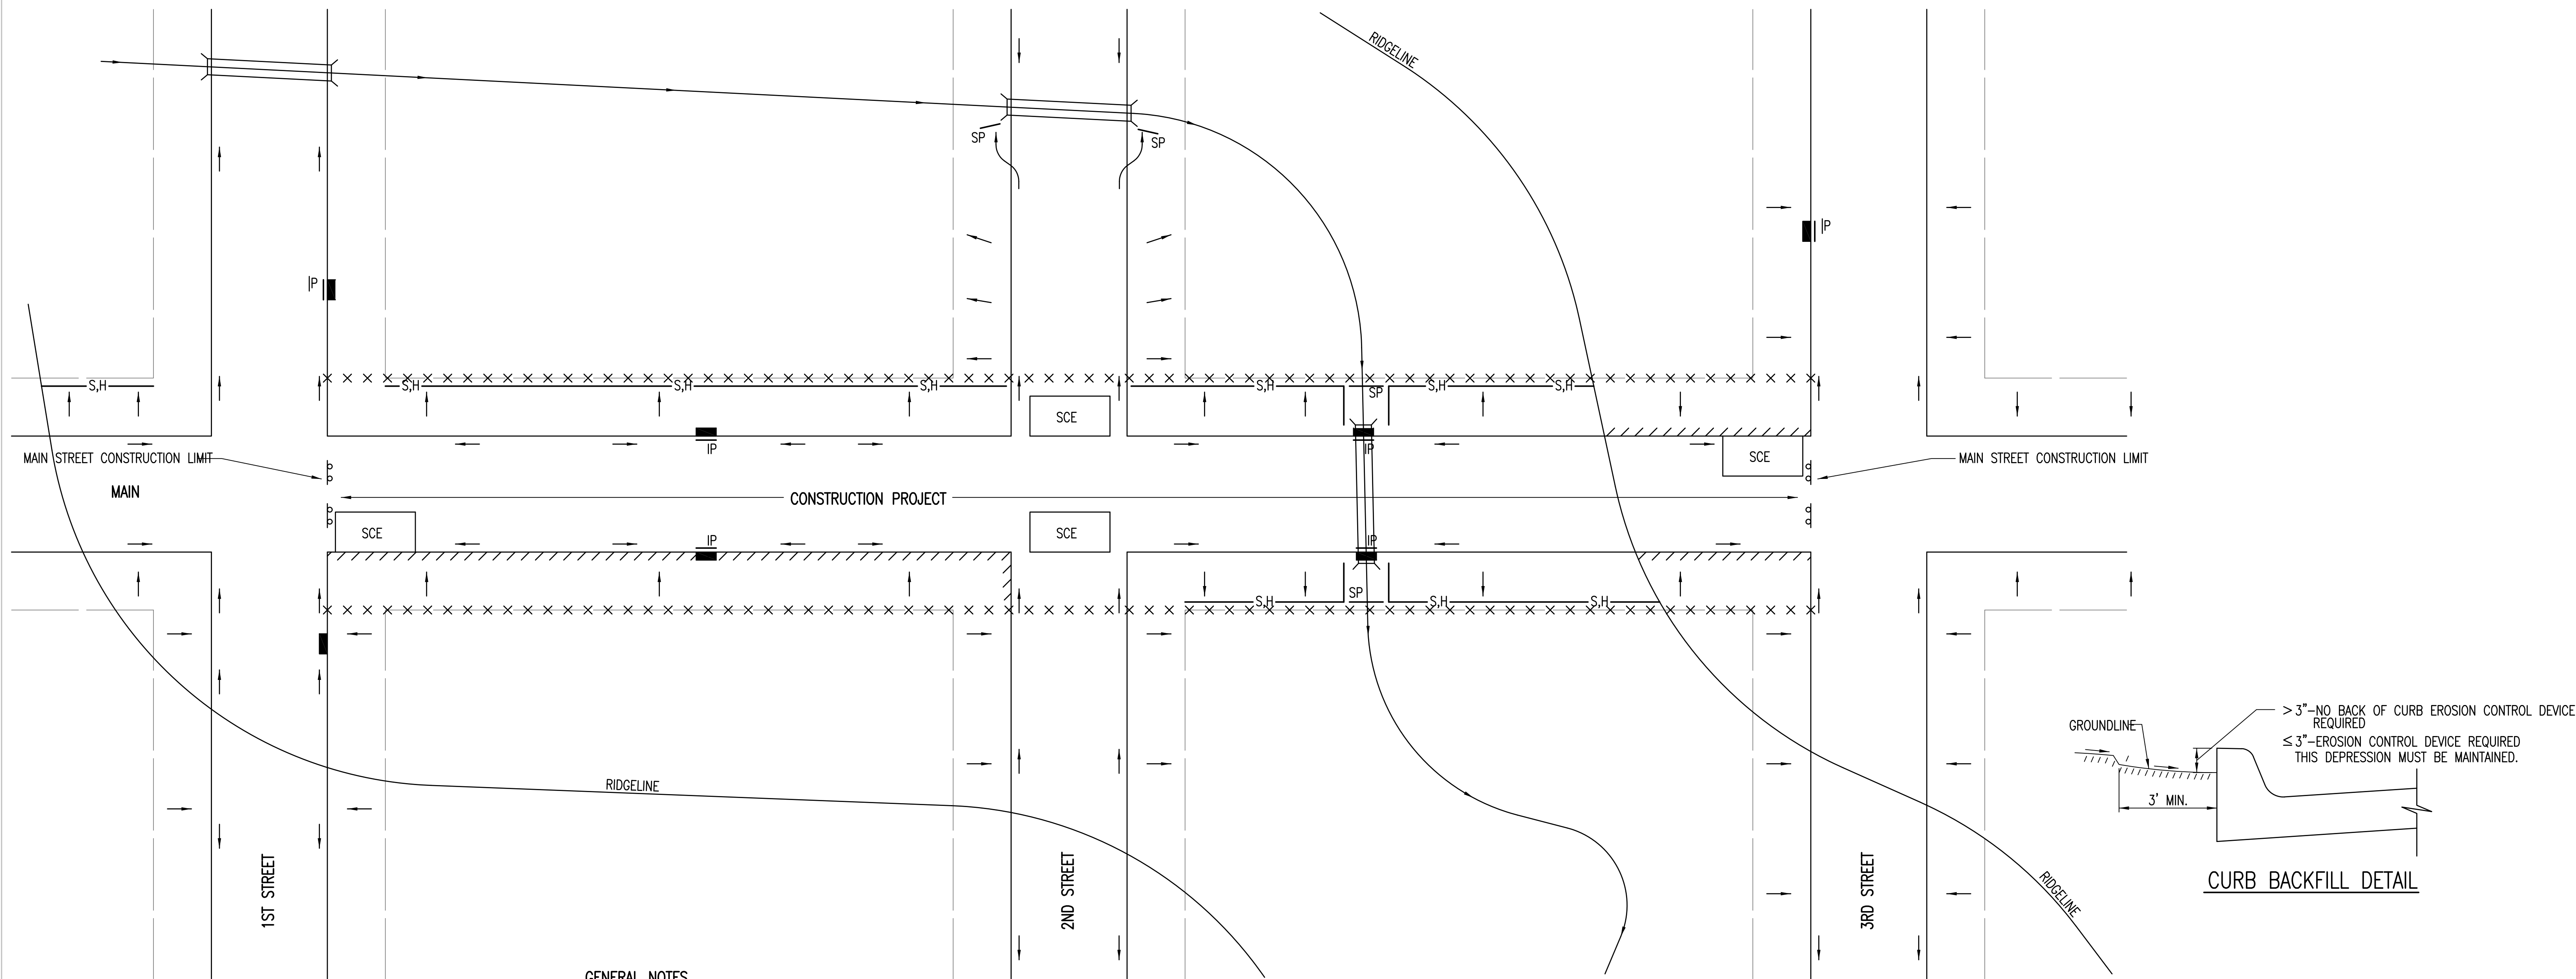 RIDGELINE
SP
SP
IP
IP
S,H
S,H
S,H
S,H
S,H
S,H
S,H
SP
SCE
IP
IP
SCE
MAIN STREET CONSTRUCTION LIMIT
MAIN STREET CONSTRUCTION LIMIT
MAIN
CONSTRUCTION PROJECT
SCE
SCE
IP
IP
SP
S,H
S,H
S,H
RIDGELINE
1ST STREET
2ND STREET
3RD STREET
RIDGELINE
GROUNDLINE
>3"-NO BACK OF CURB EROSION CONTROL DEVICE
REQUIRED
≤3"-EROSION CONTROL DEVICE REQUIRED
THIS DEPRESSION MUST BE MAINTAINED.
3' MIN.
CURB BACKFILL DETAIL
GENERAL NOTES